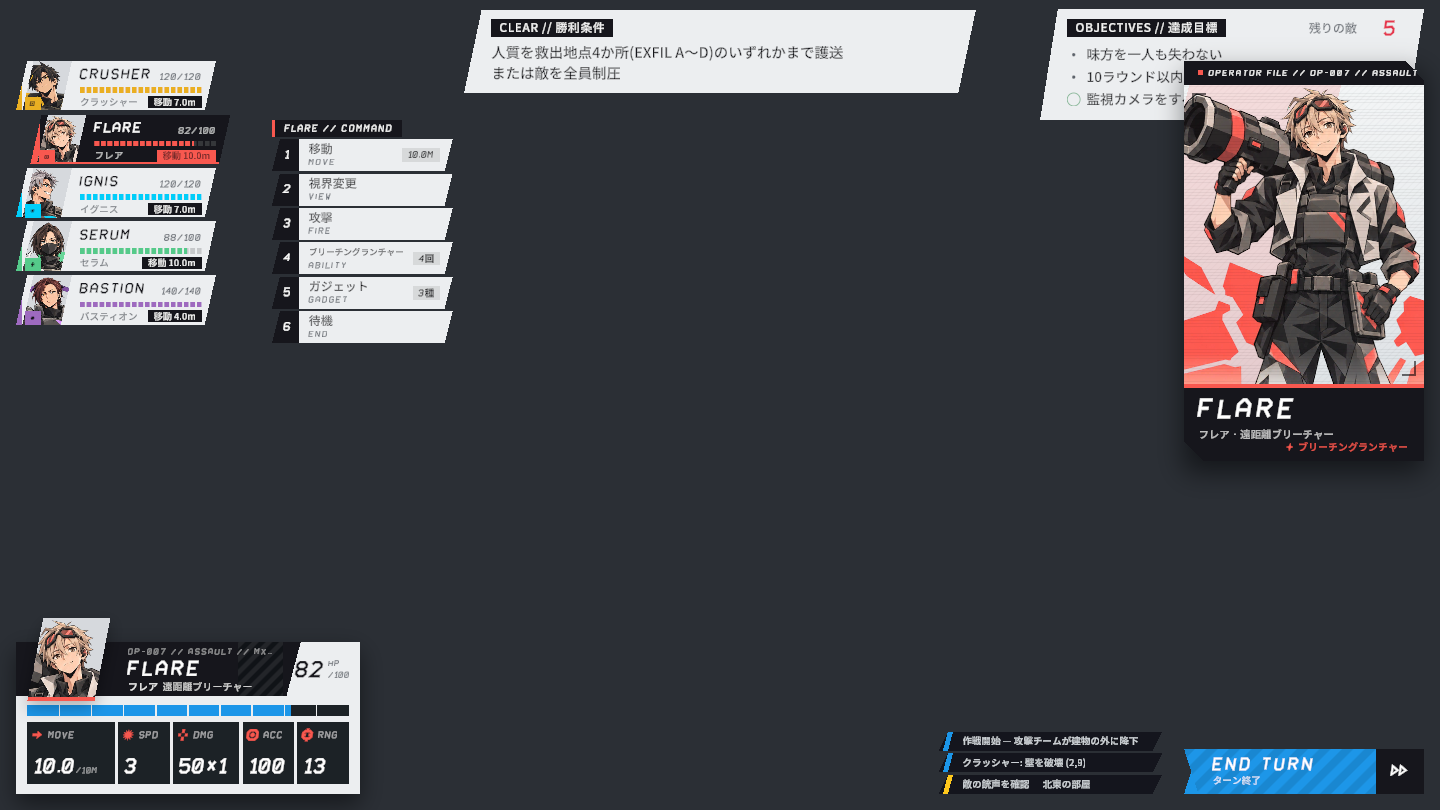 CLEAR // 勝利条件
人質を救出地点4か所(EXFIL A〜D)のいずれかまで護送
または敵を全員制圧
OBJECTIVES // 達成目標
残りの敵 5
・ 味方を一人も失わない
・ 10ラウンド以内
◯ 監視カメラをす
CRUSHER 120/120
クラッシャー 移動 7.0m
FLARE 82/100
フレア 移動 10.0m
IGNIS 120/120
イグニス 移動 7.0m
SERUM 88/100
セラム 移動 10.0m
BASTION 140/140
バスティオン 移動 4.0m
FLARE // COMMAND
1 移動 10.0M
MOVE
2 視界変更
VIEW
3 攻撃
FIRE
4 ブリーチングランチャー 4回
ABILITY
5 ガジェット 3種
GADGET
6 待機
END
OPERATOR FILE // OP-007 // ASSAULT
FLARE
フレア・遠距離ブリーチャー
ブリーチングランチャー
OP-007 // ASSAULT // MX…
FLARE
フレア 遠距離ブリーチャー
82 HP
/100
MOVE
10.0/10M
SPD
3
DMG
50×1
ACC
100
RNG
13
作戦開始 — 攻撃チームが建物の外に降下
クラッシャー: 壁を破壊 (2,9)
敵の銃声を確認 北東の部屋
END TURN
ターン終了